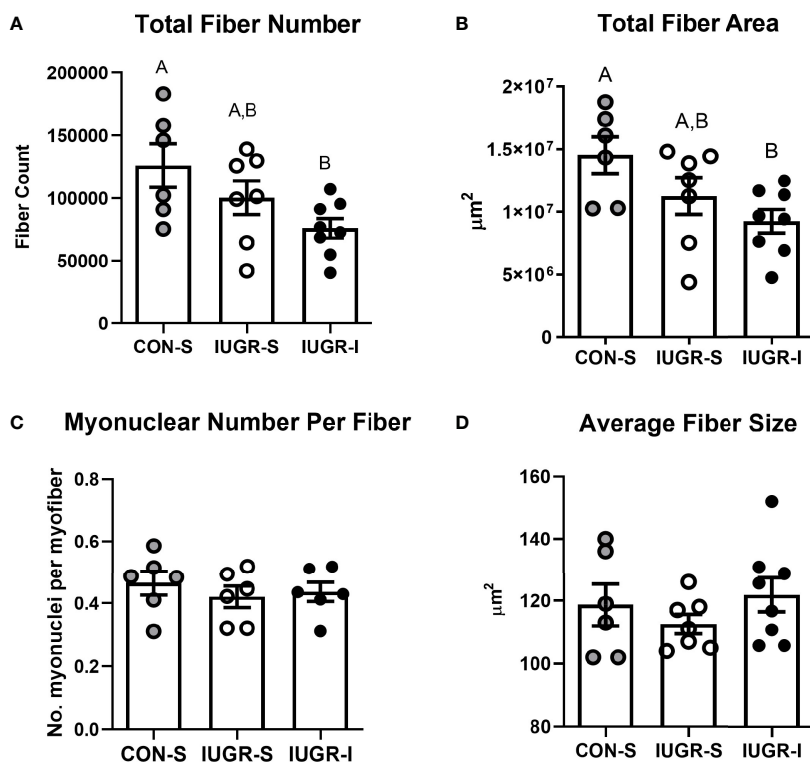 A
Total Fiber Number
Fiber Count
200000
150000
100000
50000
0
A
A,B
B
CON-S
IUGR-S
IUGR-I
B
Total Fiber Area
μm²
2×10⁷
1.5×10⁷
1×10⁷
5×10⁶
0
A
A,B
B
CON-S
IUGR-S
IUGR-I
C
Myonuclear Number Per Fiber
No. myonuclei per myofiber
0.8
0.6
0.4
0.2
0.0
CON-S
IUGR-S
IUGR-I
D
Average Fiber Size
μm²
160
140
120
100
80
CON-S
IUGR-S
IUGR-I